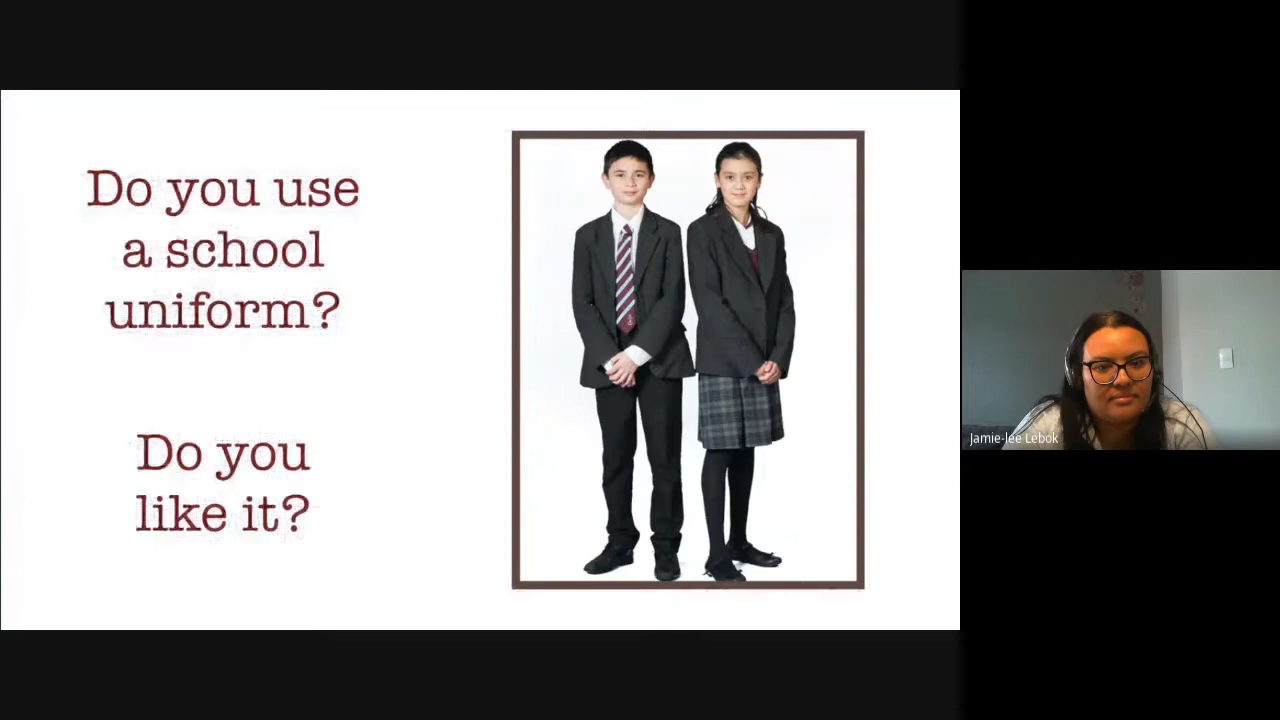 Do you use
a school
uniform?
Do you
like it?
Jamie-lee Lebok